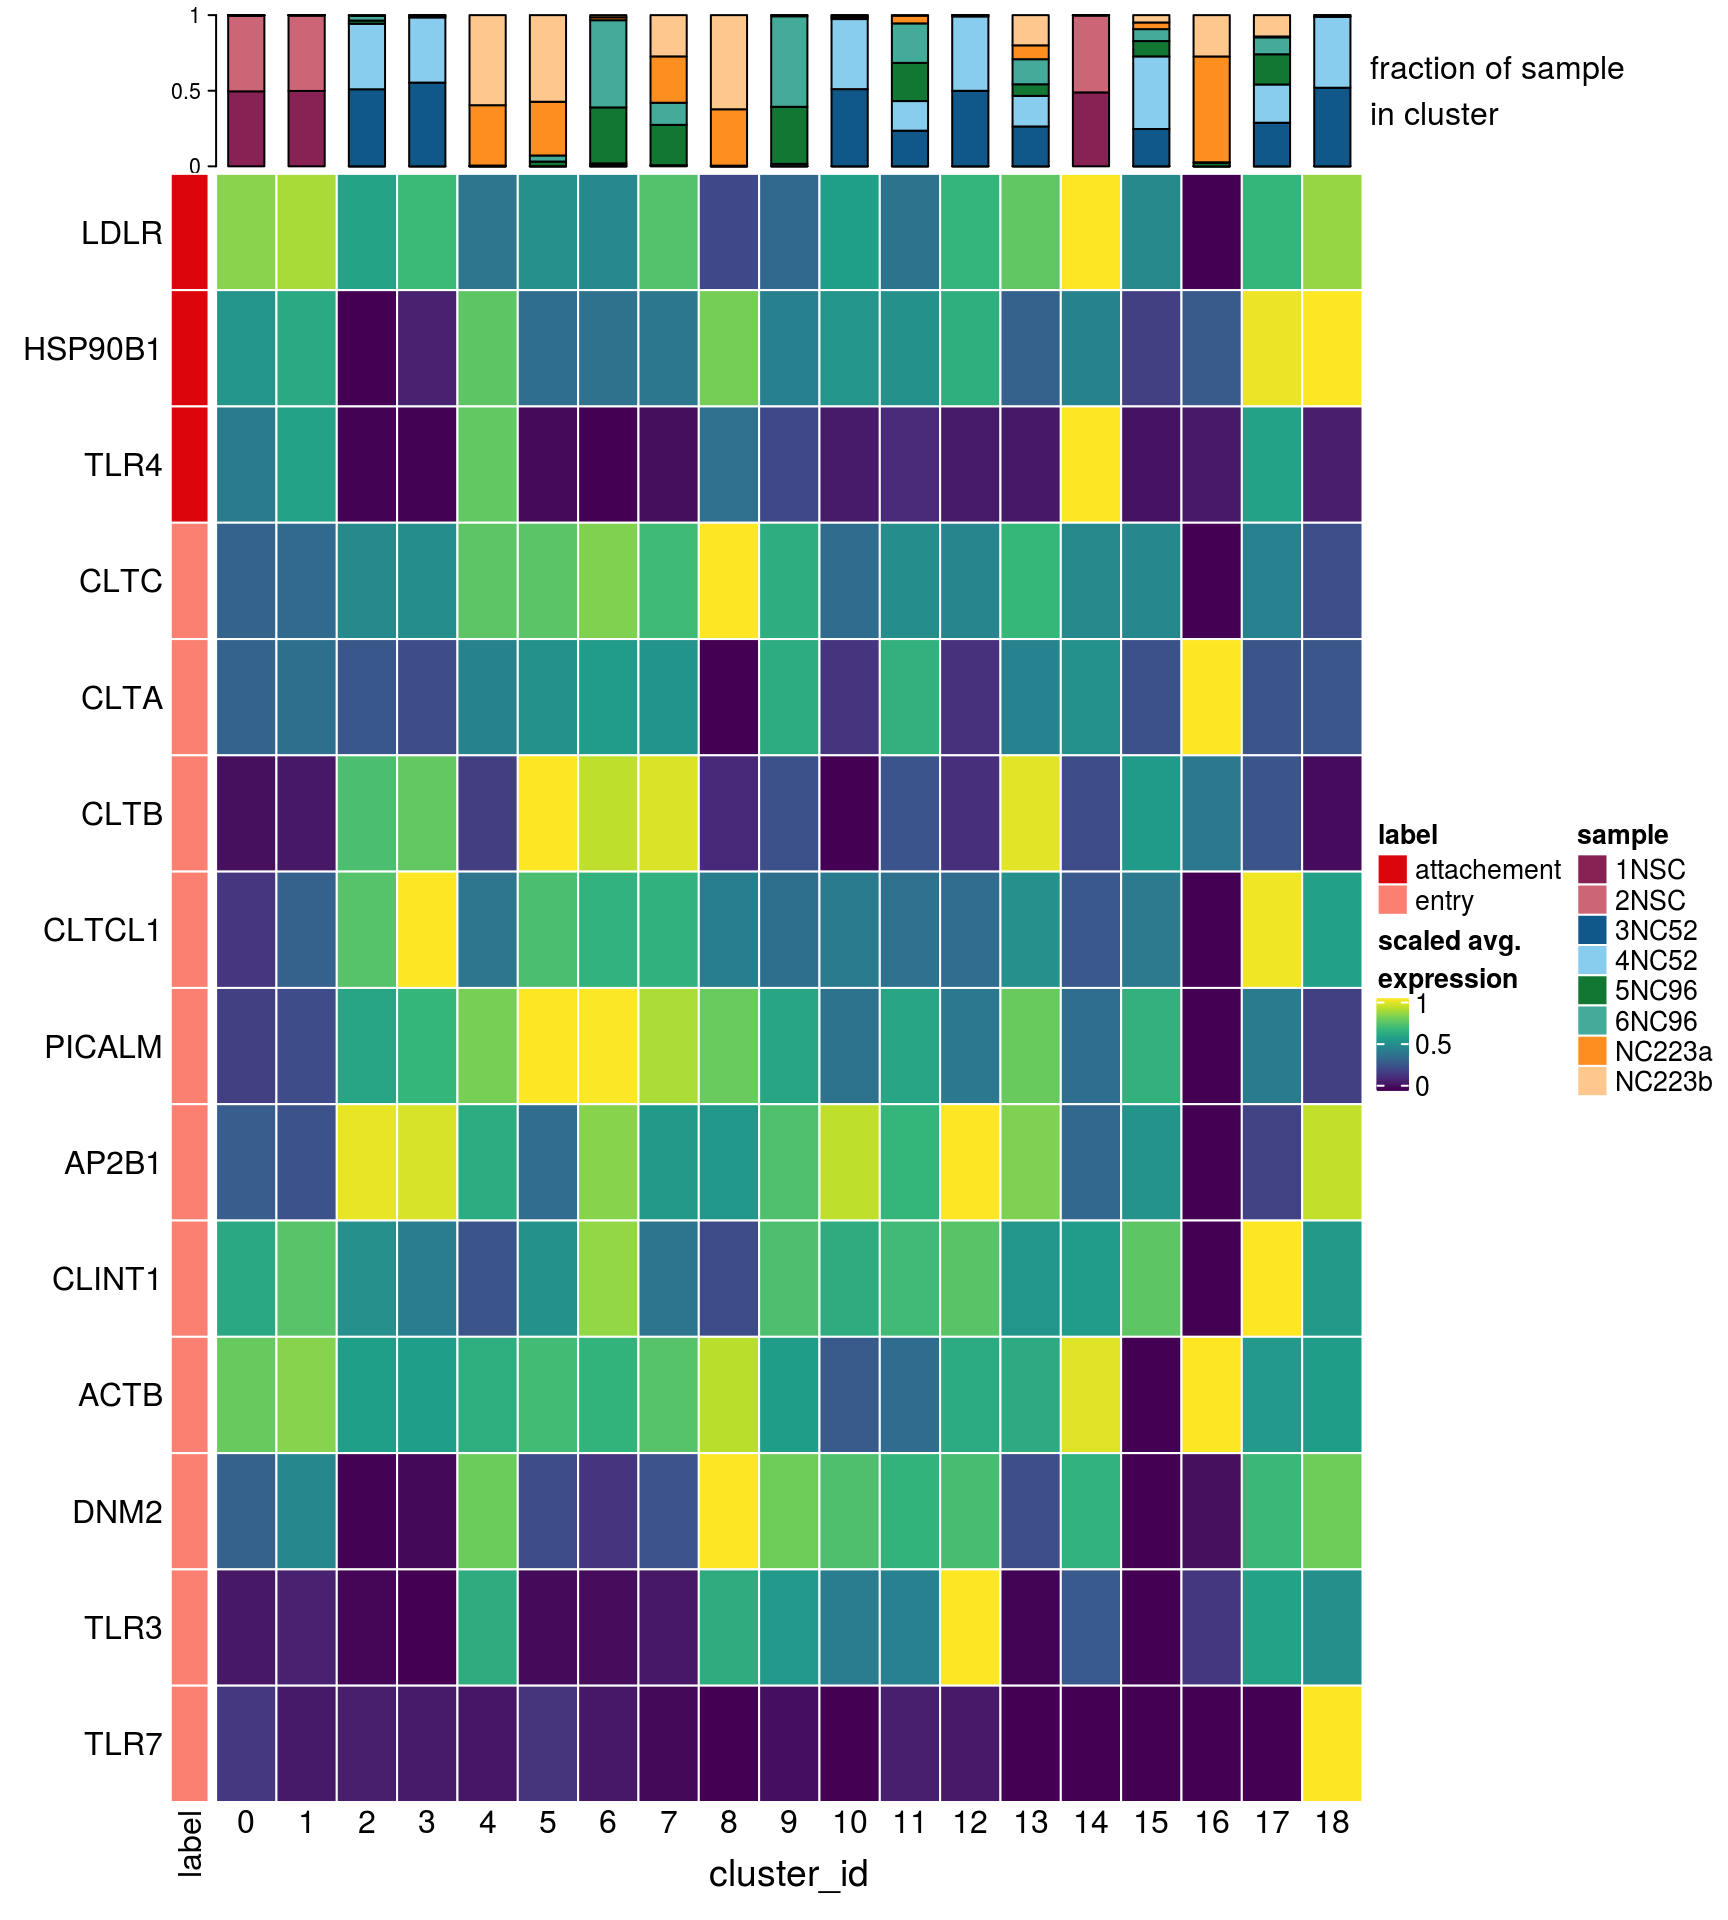 1
0.5
0
fraction of sample
in cluster
LDLR
HSP90B1
TLR4
CLTC
CLTA
CLTB
CLTCL1
PICALM
AP2B1
CLINT1
ACTB
DNM2
TLR3
TLR7
label
0 1 2 3 4 5 6 7 8 9 10 11 12 13 14 15 16 17 18
cluster_id
label
attachement
entry
scaled avg.
expression
1
0.5
0
sample
1NSC
2NSC
3NC52
4NC52
5NC96
6NC96
NC223a
NC223b